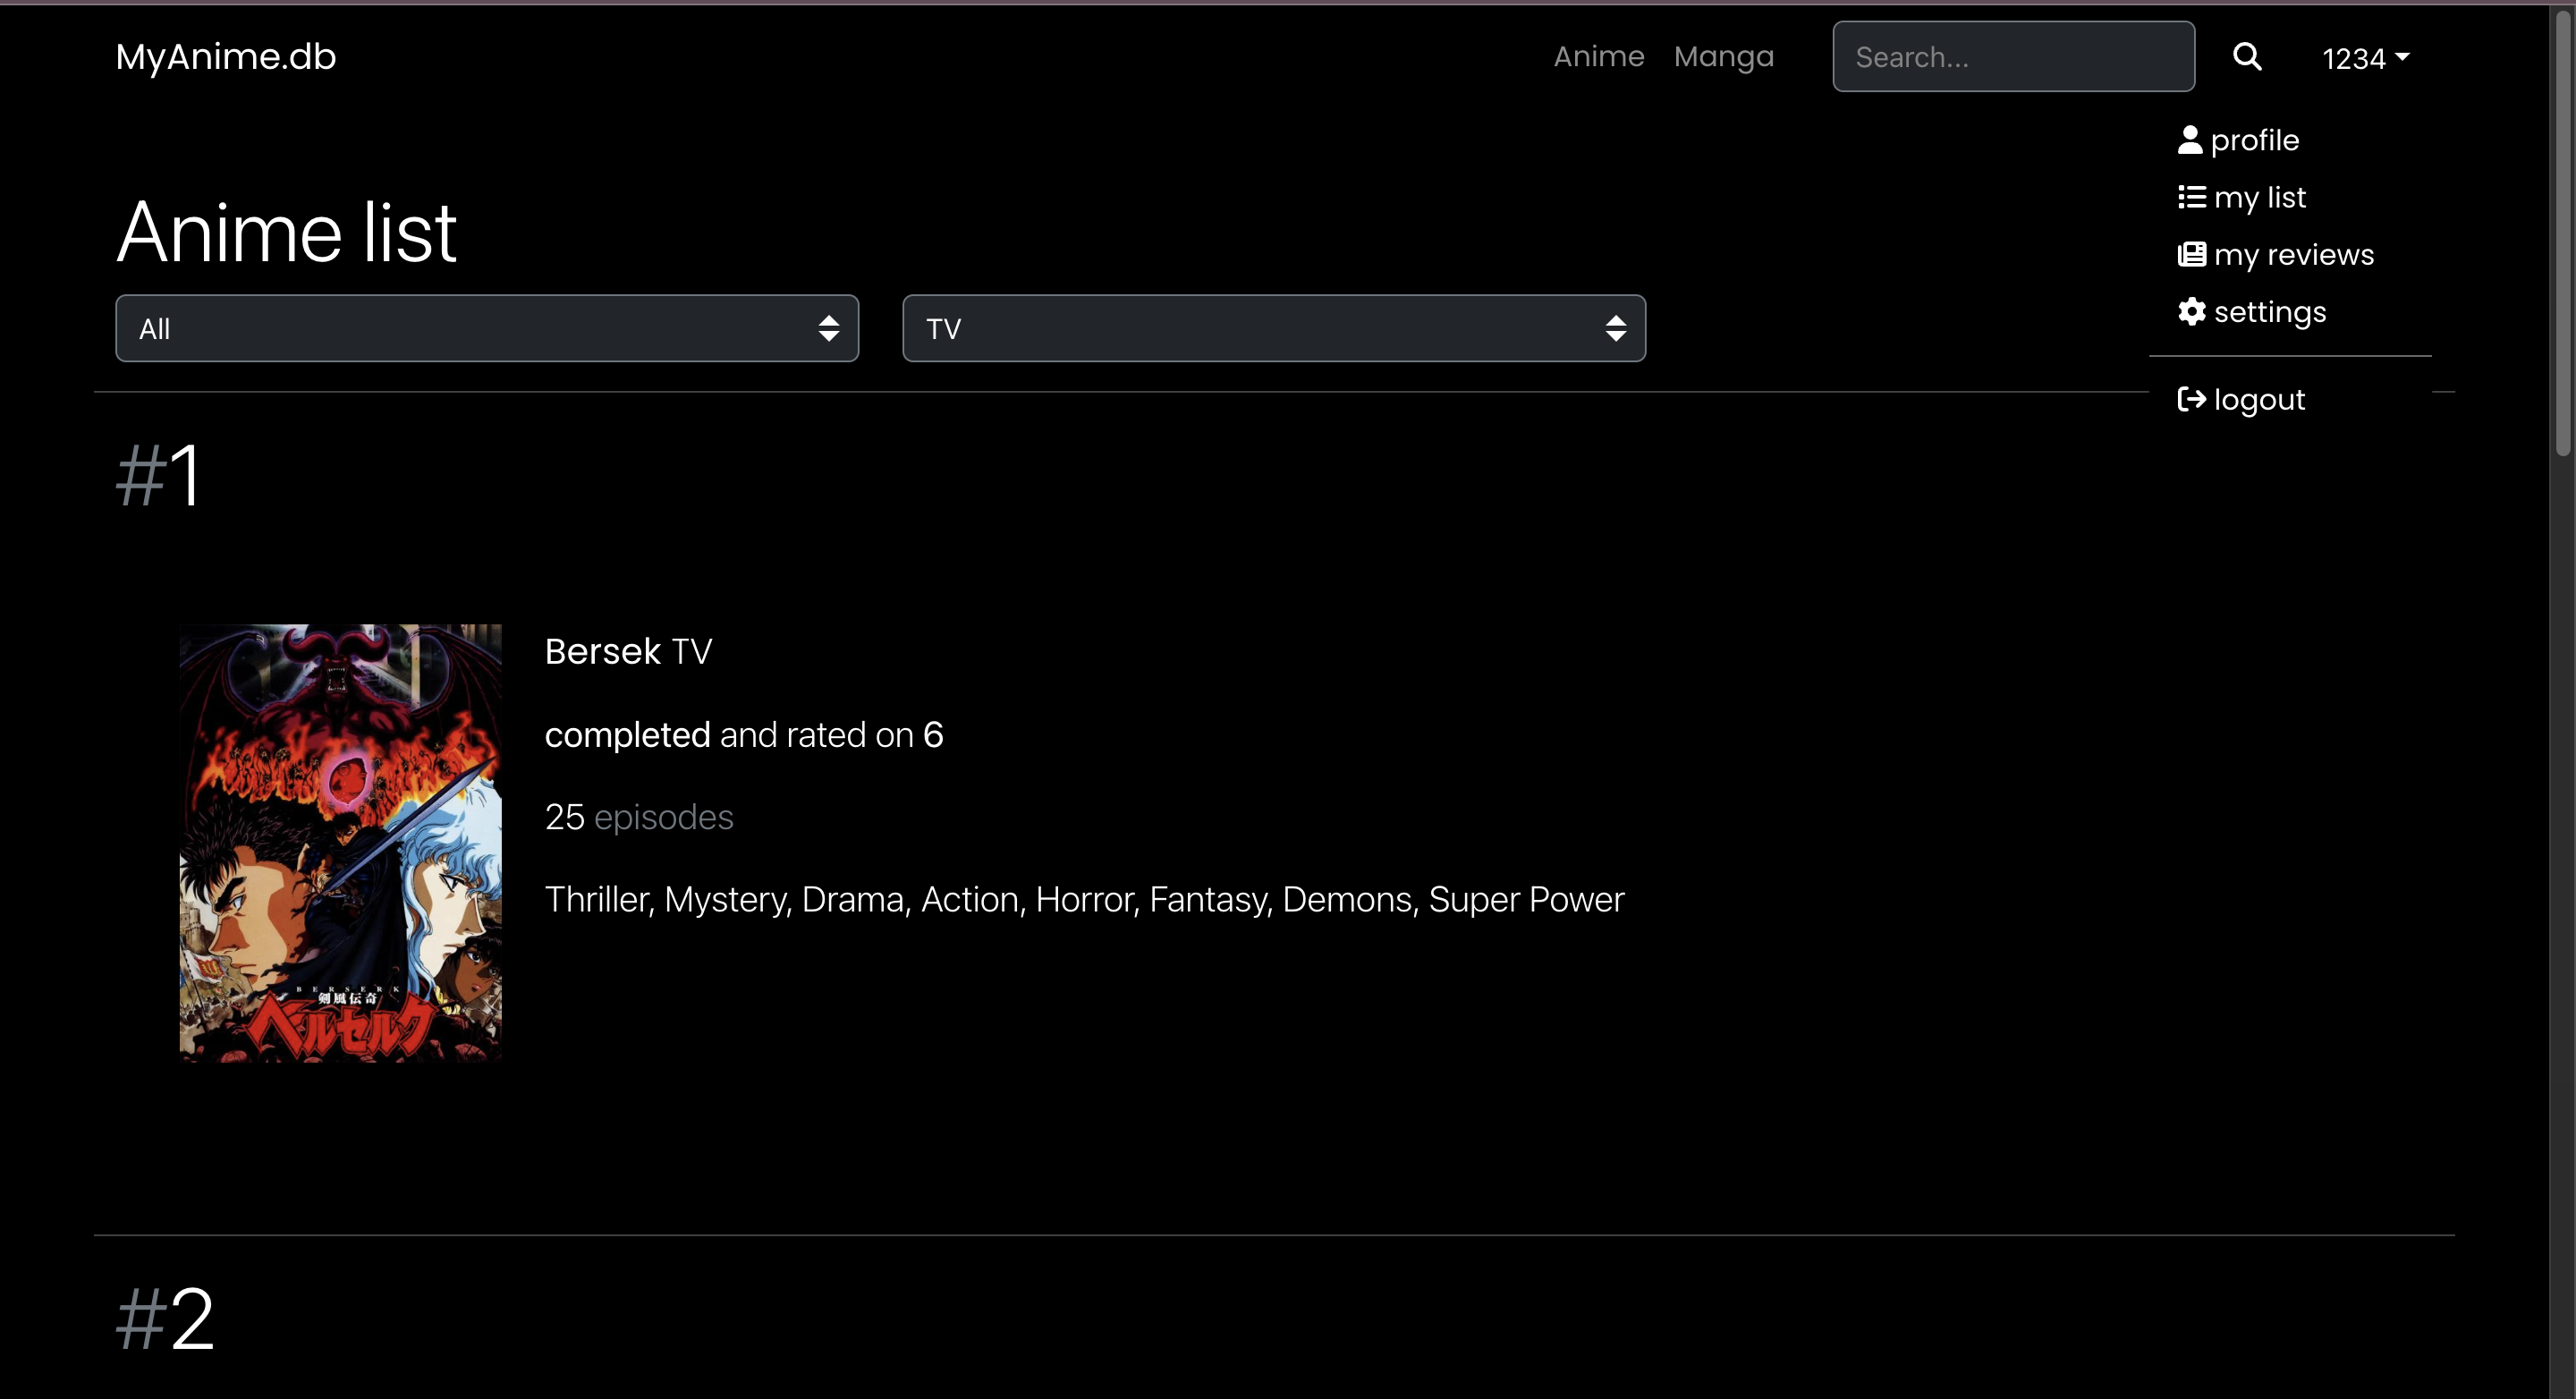 MyAnime.db Anime Manga Search... 1234
profile
my list
my reviews
settings
logout
Anime list
All TV
#1
Bersek TV
completed and rated on 6
25 episodes
Thriller, Mystery, Drama, Action, Horror, Fantasy, Demons, Super Power
BERSERK
剣風伝奇
ベルセルク
#2